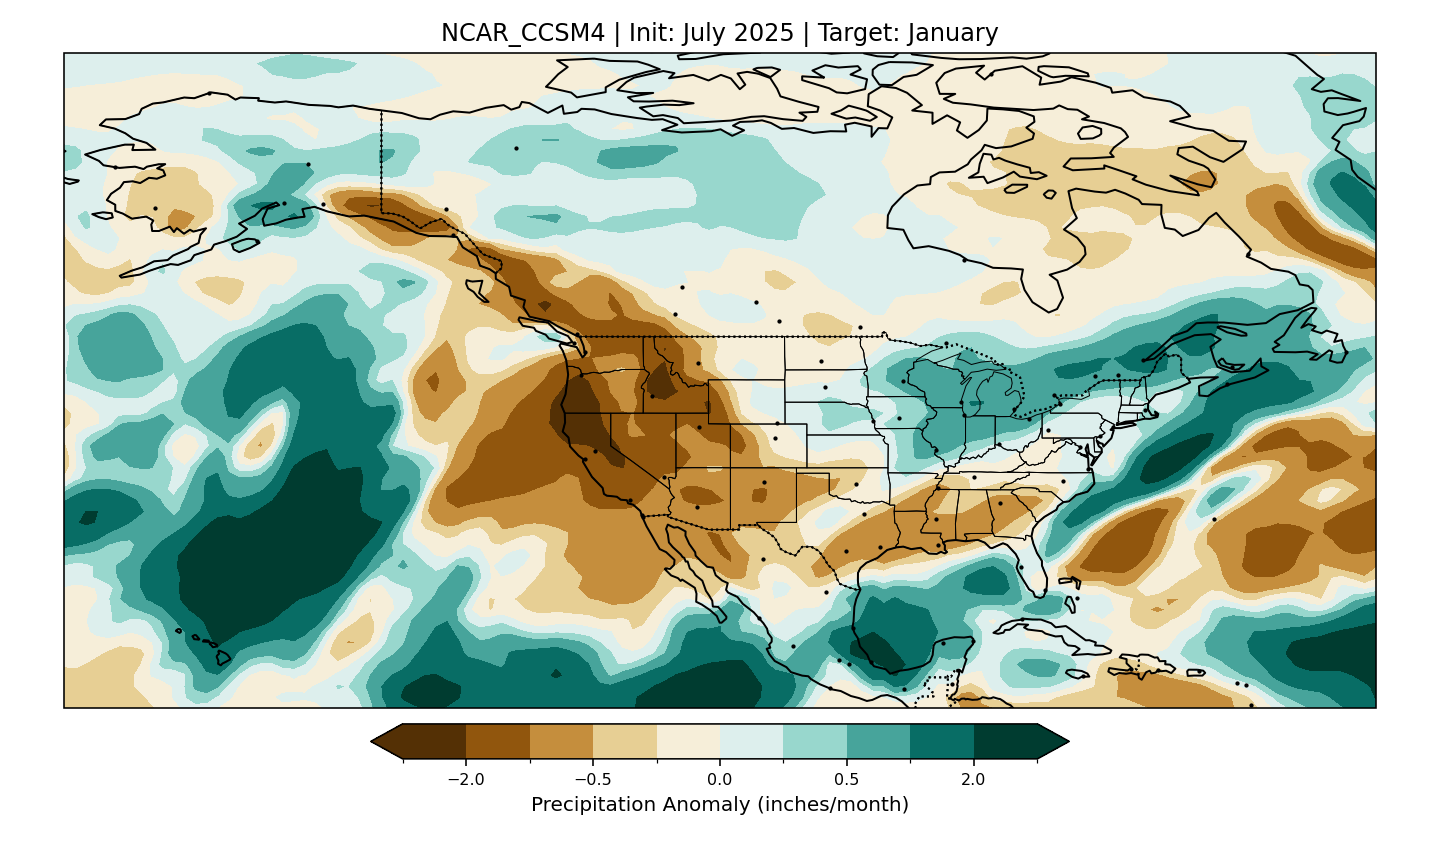 NCAR_CCSM4 | Init: July 2025 | Target: January
−2.0 −0.5 0.0 0.5 2.0
Precipitation Anomaly (inches/month)